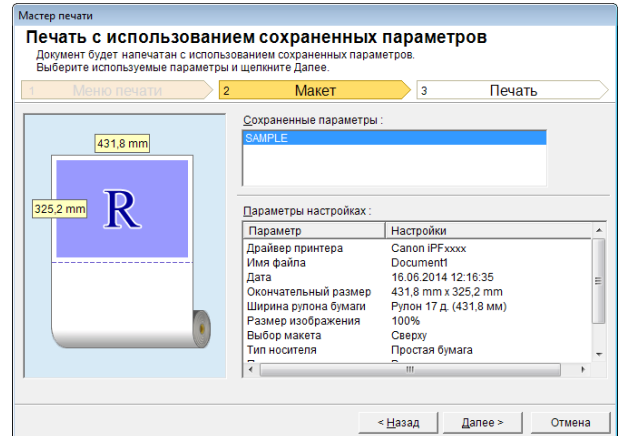 Мастер печати
Печать с использованием сохраненных параметров
Документ будет напечатан с использованием сохраненных параметров.
Выберите используемые параметры и щелкните Далее.
1 Меню печати 2 Макет 3 Печать
Сохраненные параметры :
SAMPLE
431,8 mm
325,2 mm
R
Параметры настройках :
Параметр Настройки
Драйвер принтера Canon iPFxxxx
Имя файла Document1
Дата 16.06.2014 12:16:35
Окончательный размер 431,8 mm x 325,2 mm
Ширина рулона бумаги Рулон 17 д. (431,8 мм)
Размер изображения 100%
Выбор макета Сверху
Тип носителя Простая бумага
< Назад Далее > Отмена